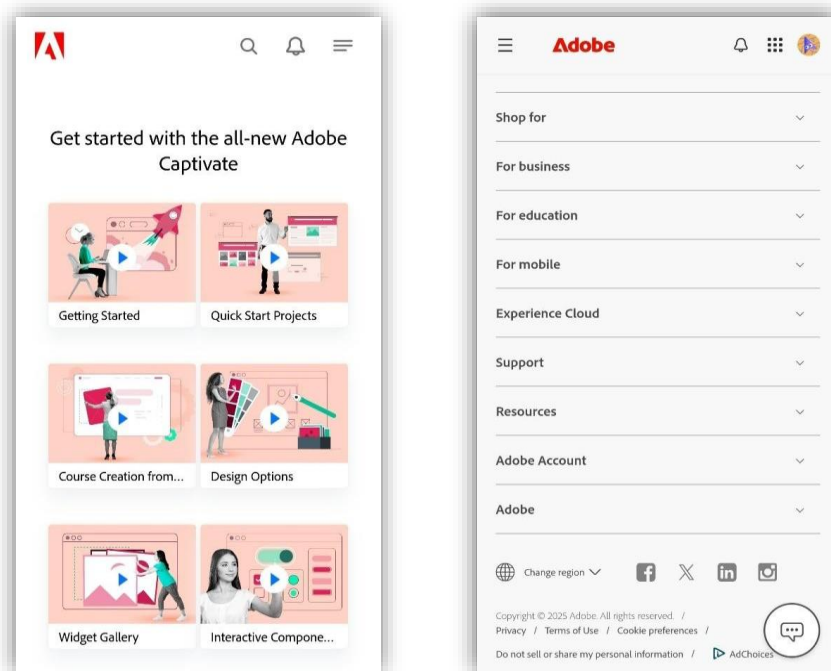 Get started with the all-new Adobe
Captivate
Getting Started
Quick Start Projects
Course Creation from...
Design Options
Widget Gallery
Interactive Compone...
Adobe
Shop for
For business
For education
For mobile
Experience Cloud
Support
Resources
Adobe Account
Adobe
Change region
Copyright © 2025 Adobe. All rights reserved. /
Privacy / Terms of Use / Cookie preferences /
Do not sell or share my personal information / AdChoices